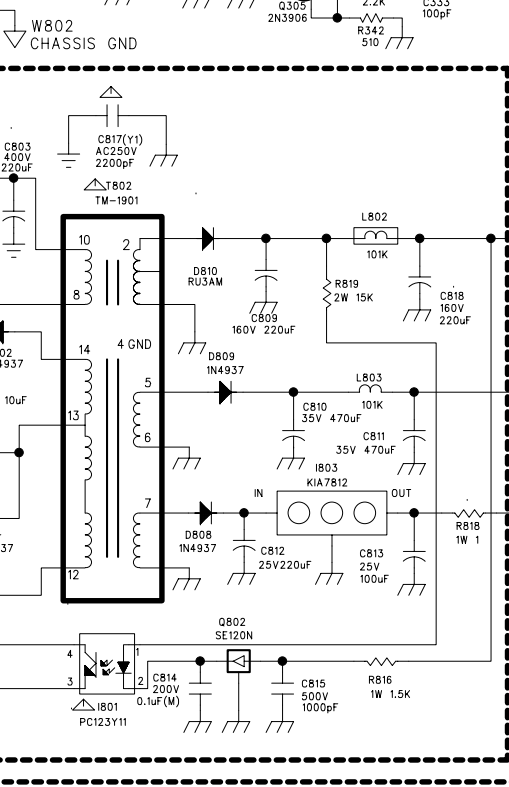 Q305
2N3906
2.2K
R342
510
C333
100pF
W802
CHASSIS GND
C803
400V
220uF
C817(Y1)
AC250V
2200pF
T802
TM-1901
10
2
8
4 GND
14
13
12
5
6
7
D810
RU3AM
C809
160V 220uF
R819
2W 15K
L802
101K
C818
160V
220uF
4937
10uF
37
D809
1N4937
C810
35V 470uF
L803
101K
C811
35V 470uF
I803
KIA7812
IN
OUT
D808
1N4937
C812
25V220uF
C813
25V
100uF
R818
1W 1
Q802
SE120N
4
3
1
2
I801
PC123Y11
C814
200V
0.1uF(M)
C815
500V
1000pF
R816
1W 1.5K